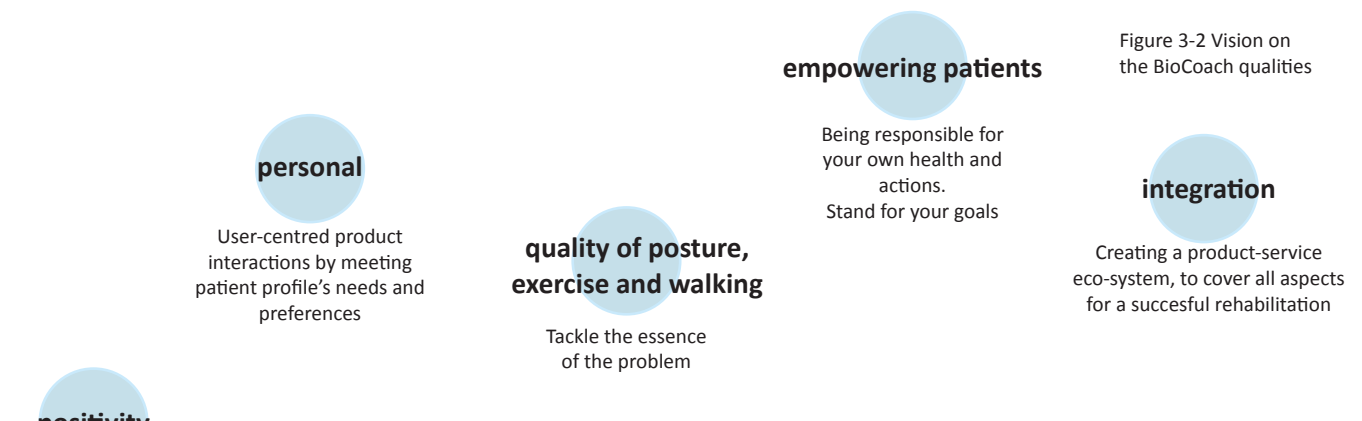 empowering patients
Being responsible for
your own health and
actions.
Stand for your goals
Figure 3-2 Vision on
the BioCoach qualities
personal
User-centred product
interactions by meeting
patient profile's needs and
preferences
integration
Creating a product-service
eco-system, to cover all aspects
for a succesful rehabilitation
quality of posture,
exercise and walking
Tackle the essence
of the problem
positivity